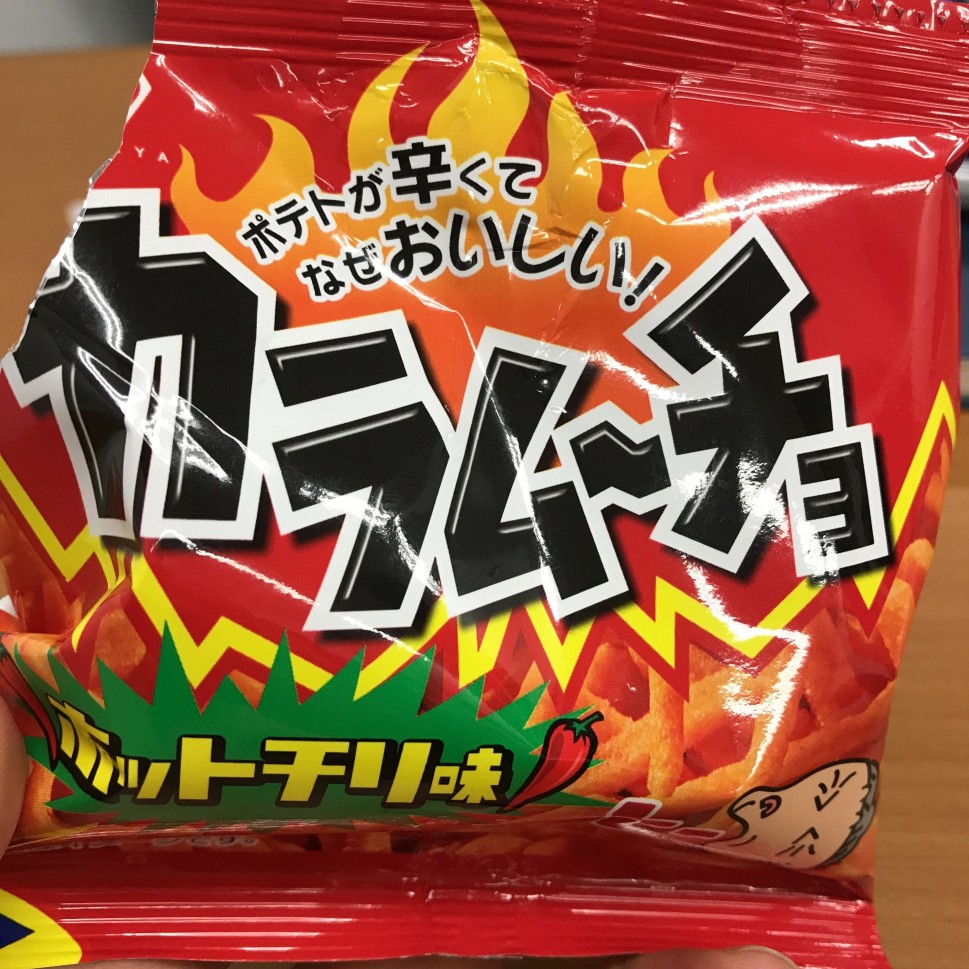 YA
ポテトが辛くて
なぜおいしい!
カラムーチョ
ホットチリ味